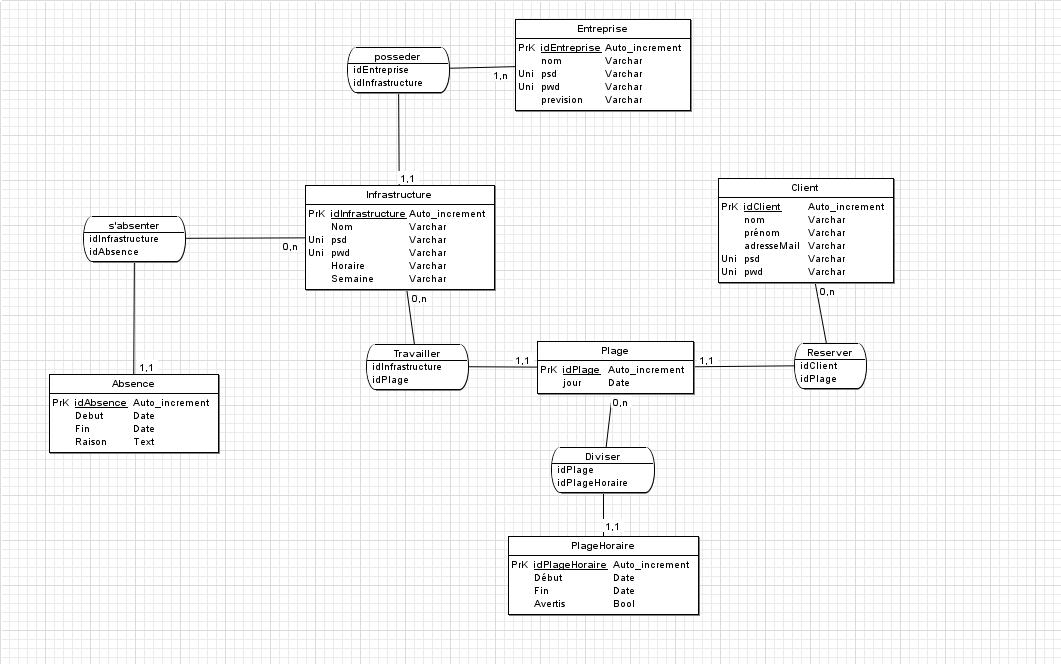 Entreprise
PrK idEntreprise Auto_increment
nom Varchar
Uni psd Varchar
Uni pwd Varchar
prevision Varchar
posseder
idEntreprise
idInfrastructure
1,n
1,1
Infrastructure
PrK idInfrastructure Auto_increment
Nom Varchar
Uni psd Varchar
Uni pwd Varchar
Horaire Varchar
Semaine Varchar
Client
PrK idClient Auto_increment
nom Varchar
prénom Varchar
adresseMail Varchar
Uni psd Varchar
Uni pwd Varchar
s'absenter
idInfrastructure
idAbsence
0,n
0,n
0,n
Travailler
idInfrastructure
idPlage
1,1
Plage
PrK idPlage Auto_increment
jour Date
1,1
Reserver
idClient
idPlage
1,1
Absence
PrK idAbsence Auto_increment
Debut Date
Fin Date
Raison Text
0,n
Diviser
idPlage
idPlageHoraire
1,1
PlageHoraire
PrK idPlageHoraire Auto_increment
Début Date
Fin Date
Avertis Bool